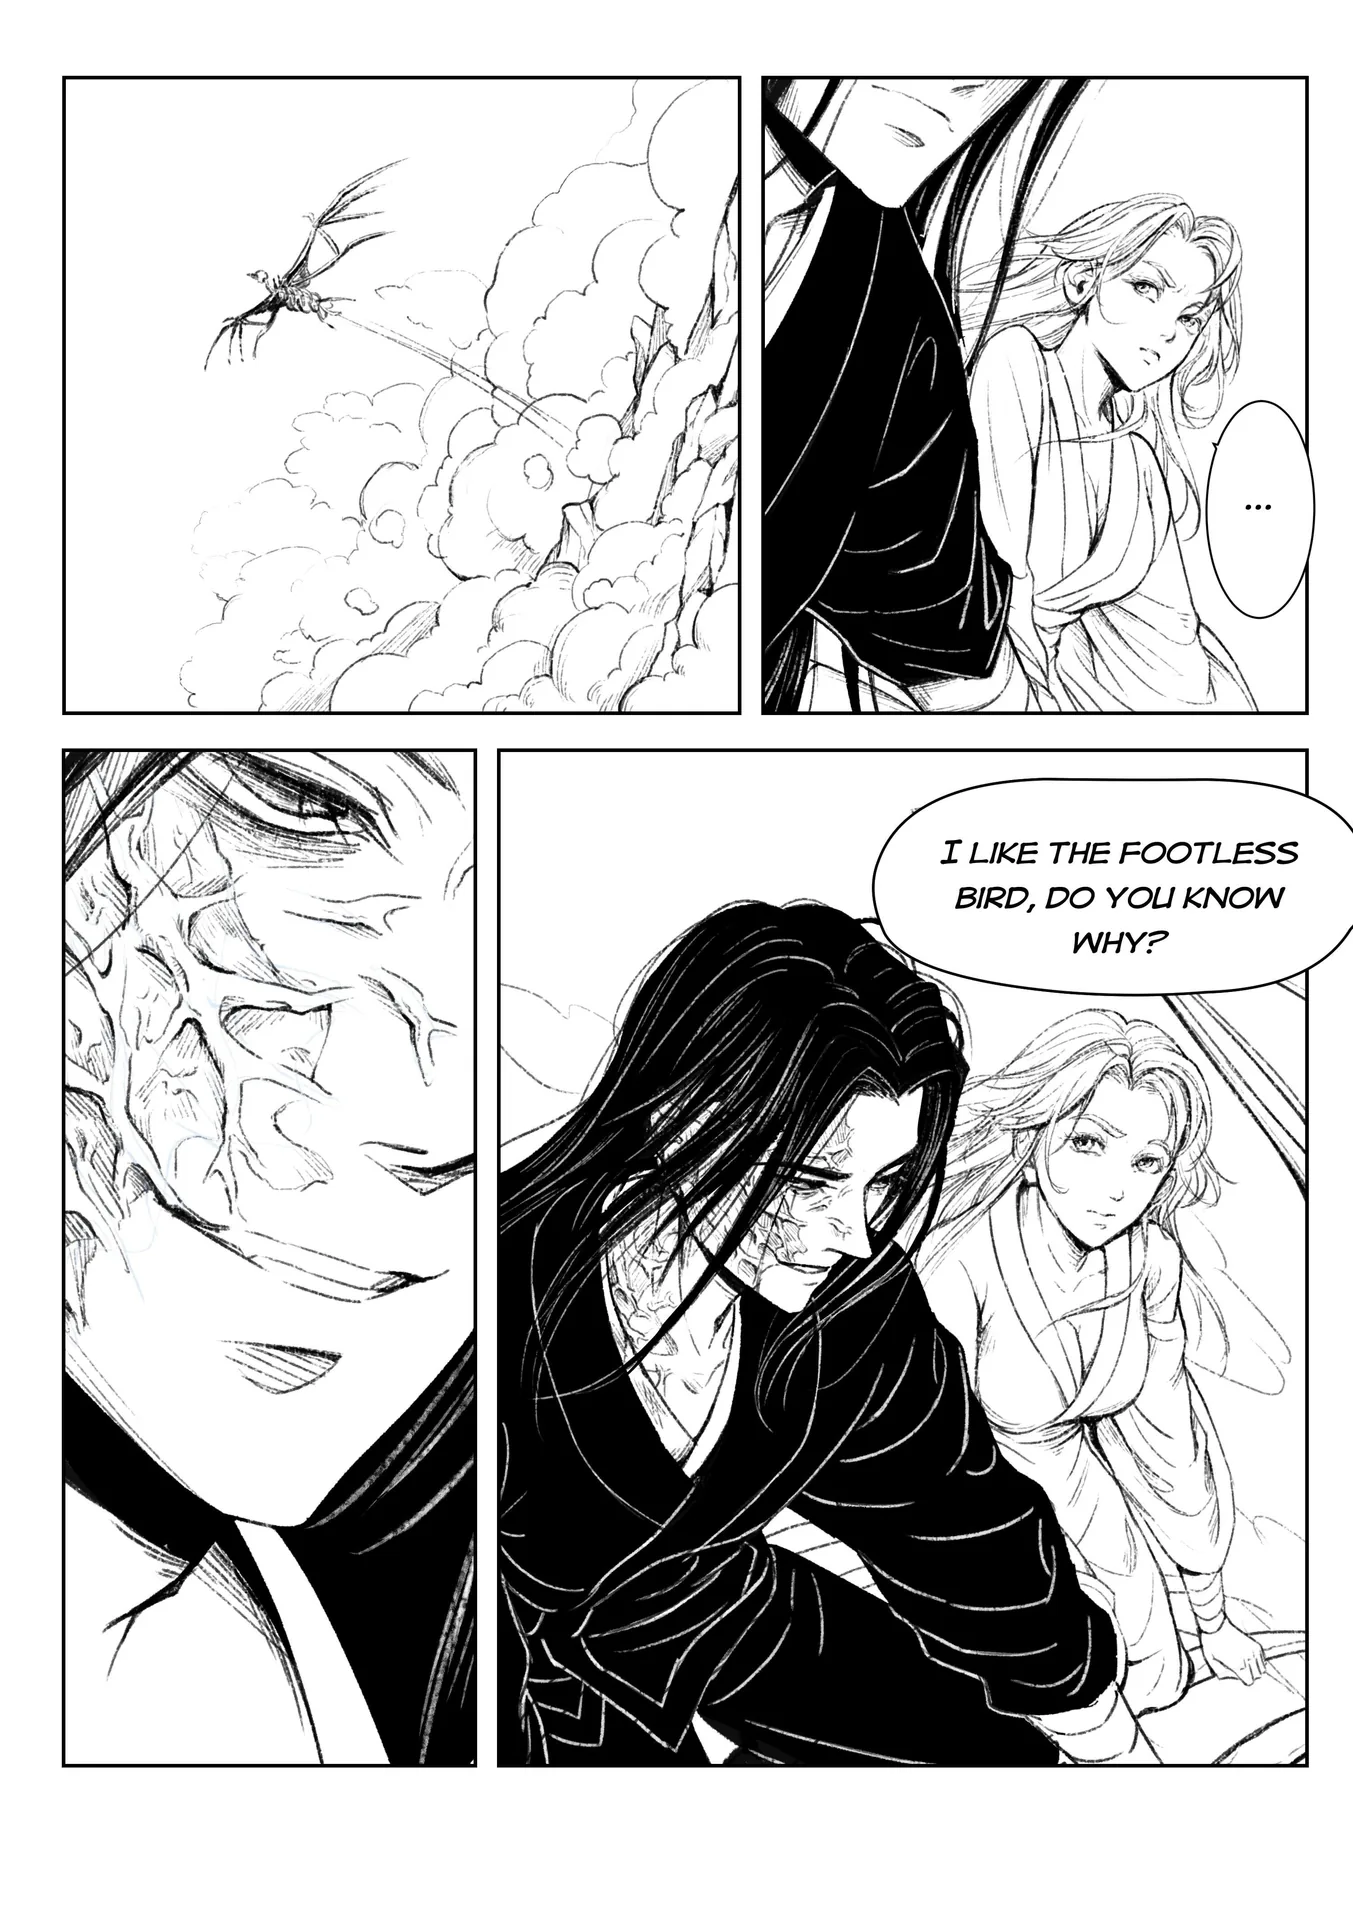 ...
I LIKE THE FOOTLESS
BIRD, DO YOU KNOW
WHY?